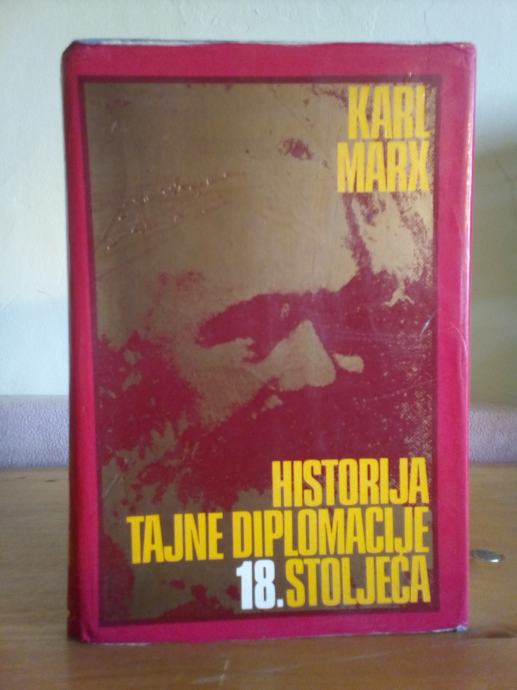 KARL
MARX
HISTORIJA
TAJNE DIPLOMACIJE
18. STOLJEĆA